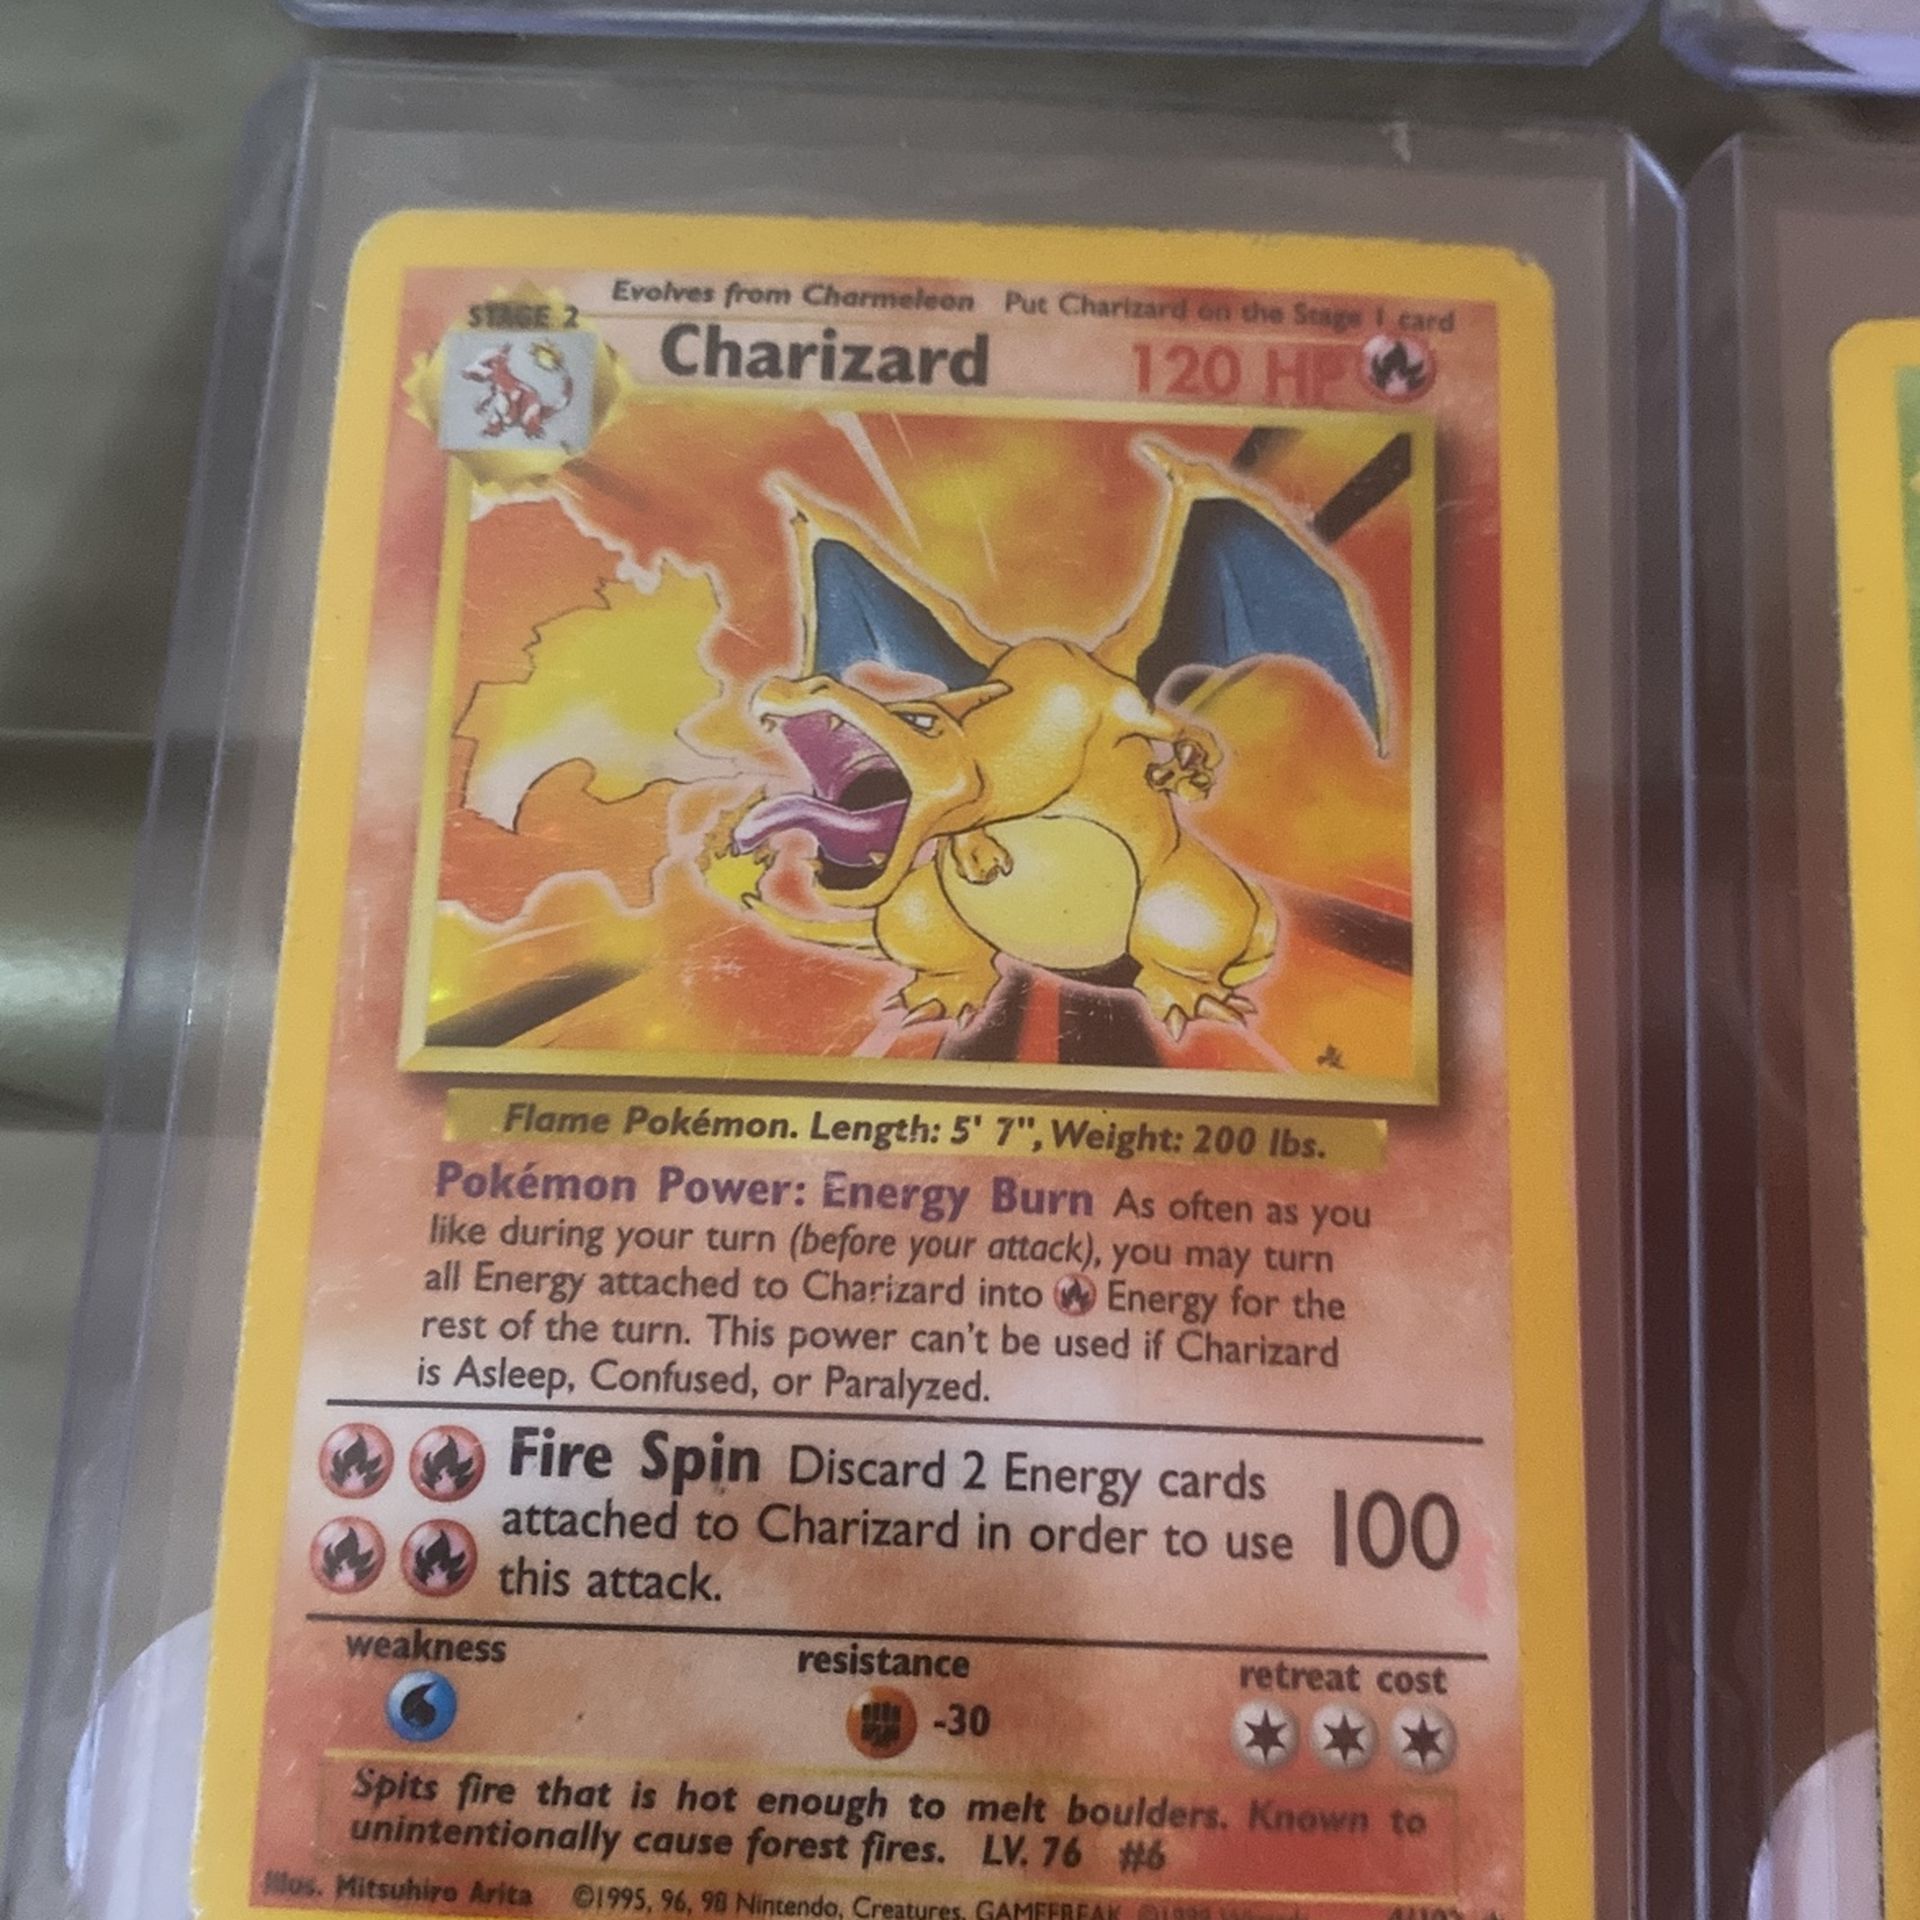 Evolves from Charmeleon Put Charizard on the Stage 1 card
STAGE 2
Charizard 120 HP
Flame Pokémon. Length: 5' 7", Weight: 200 lbs.
Pokémon Power: Energy Burn As often as you
like during your turn (before your attack), you may turn
all Energy attached to Charizard into Energy for the
rest of the turn. This power can't be used if Charizard
is Asleep, Confused, or Paralyzed.
Fire Spin Discard 2 Energy cards
attached to Charizard in order to use
this attack.
100
weakness resistance retreat cost
-30
Spits fire that is hot enough to melt boulders. Known to
unintentionally cause forest fires. LV. 76 #6
Illus. Mitsuhiro Arita ©1995, 96, 98 Nintendo, Creatures, GAMEFREAK. ©1999 Wizards. 4/102